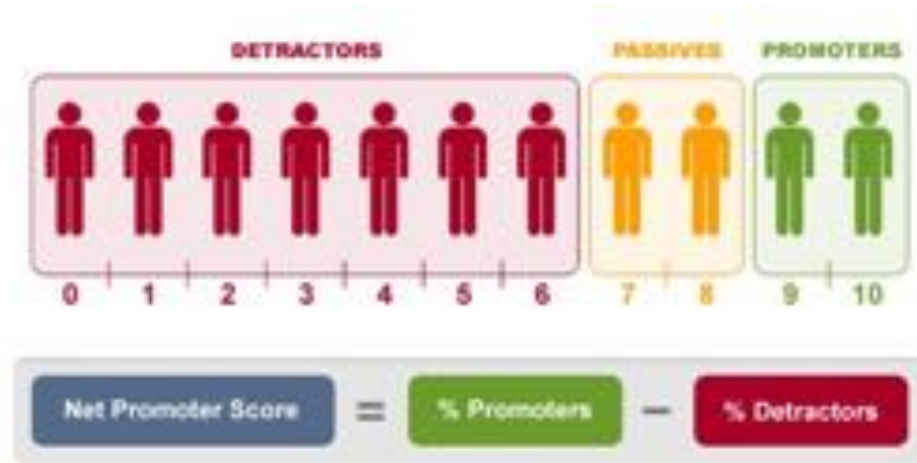 DETRACTORS PASSIVES PROMOTERS
0 1 2 3 4 5 6 7 8 9 10
Net Promoter Score = % Promoters − % Detractors